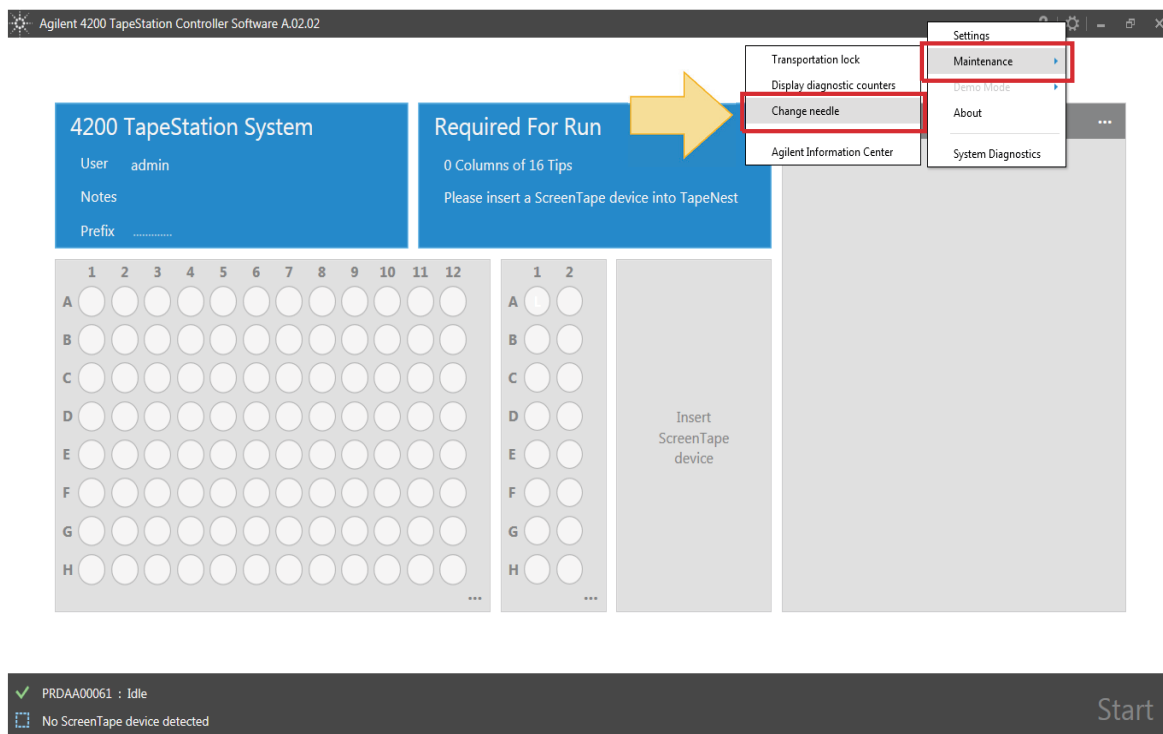 Agilent 4200 TapeStation Controller Software A.02.02
Settings
Maintenance
Demo Mode
About
System Diagnostics
Transportation lock
Display diagnostic counters
Change needle
Agilent Information Center
4200 TapeStation System
User admin
Notes
Prefix .............
Required For Run
0 Columns of 16 Tips
Please insert a ScreenTape device into TapeNest
...
1 2 3 4 5 6 7 8 9 10 11 12
A
B
C
D
E
F
G
H
...
1 2
A L
B
C
D
E
F
G
H
...
Insert
ScreenTape
device
PRDAA00061 : Idle
No ScreenTape device detected
Start